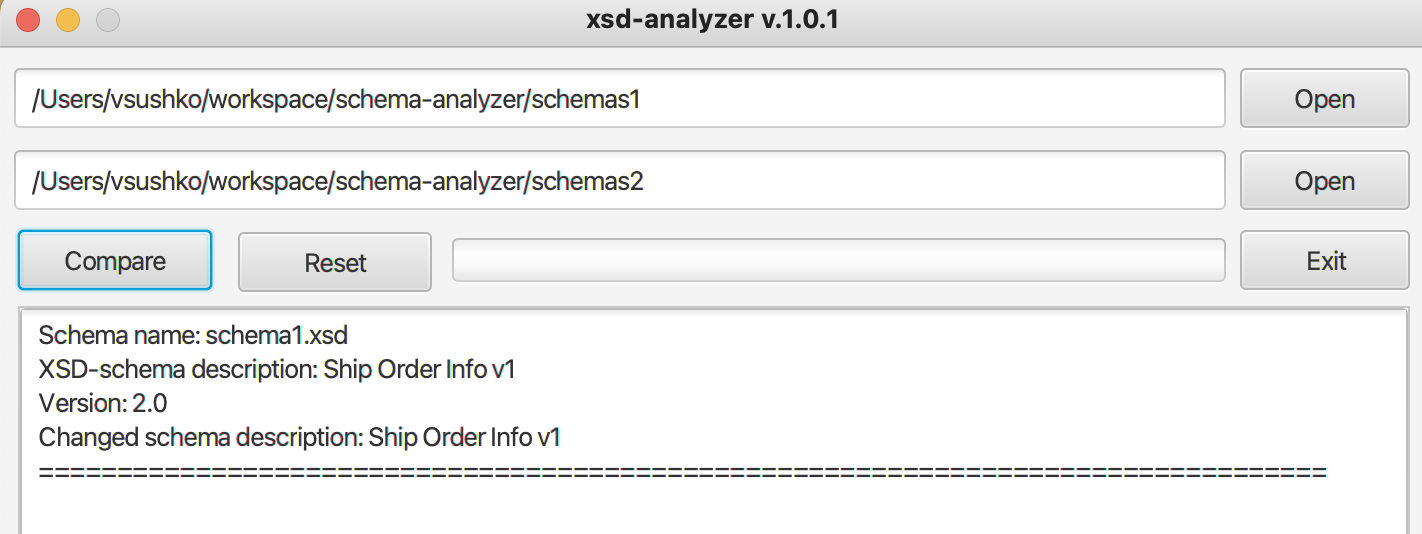 xsd-analyzer v.1.0.1
/Users/vsushko/workspace/schema-analyzer/schemas1
Open
/Users/vsushko/workspace/schema-analyzer/schemas2
Open
Compare
Reset
Exit
Schema name: schema1.xsd
XSD-schema description: Ship Order Info v1
Version: 2.0
Changed schema description: Ship Order Info v1
==================================================================================